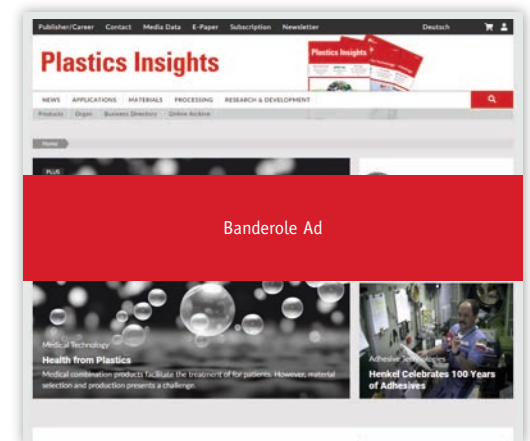 Publisher/Career Contact Media Data E-Paper Subscription Newsletter Deutsch
Plastics Insights
Plastics Insights
NEWS APPLICATIONS MATERIALS PROCESSING RESEARCH & DEVELOPMENT
Products Organ Business Directory Online Archive
Home
PLUS
Banderole Ad
Medical Technology
Health from Plastics
Medical combination products facilitate the treatment of for patients. However, material
selection and production presents a challenge.
Adhesive Technologies
Henkel Celebrates 100 Years
of Adhesives